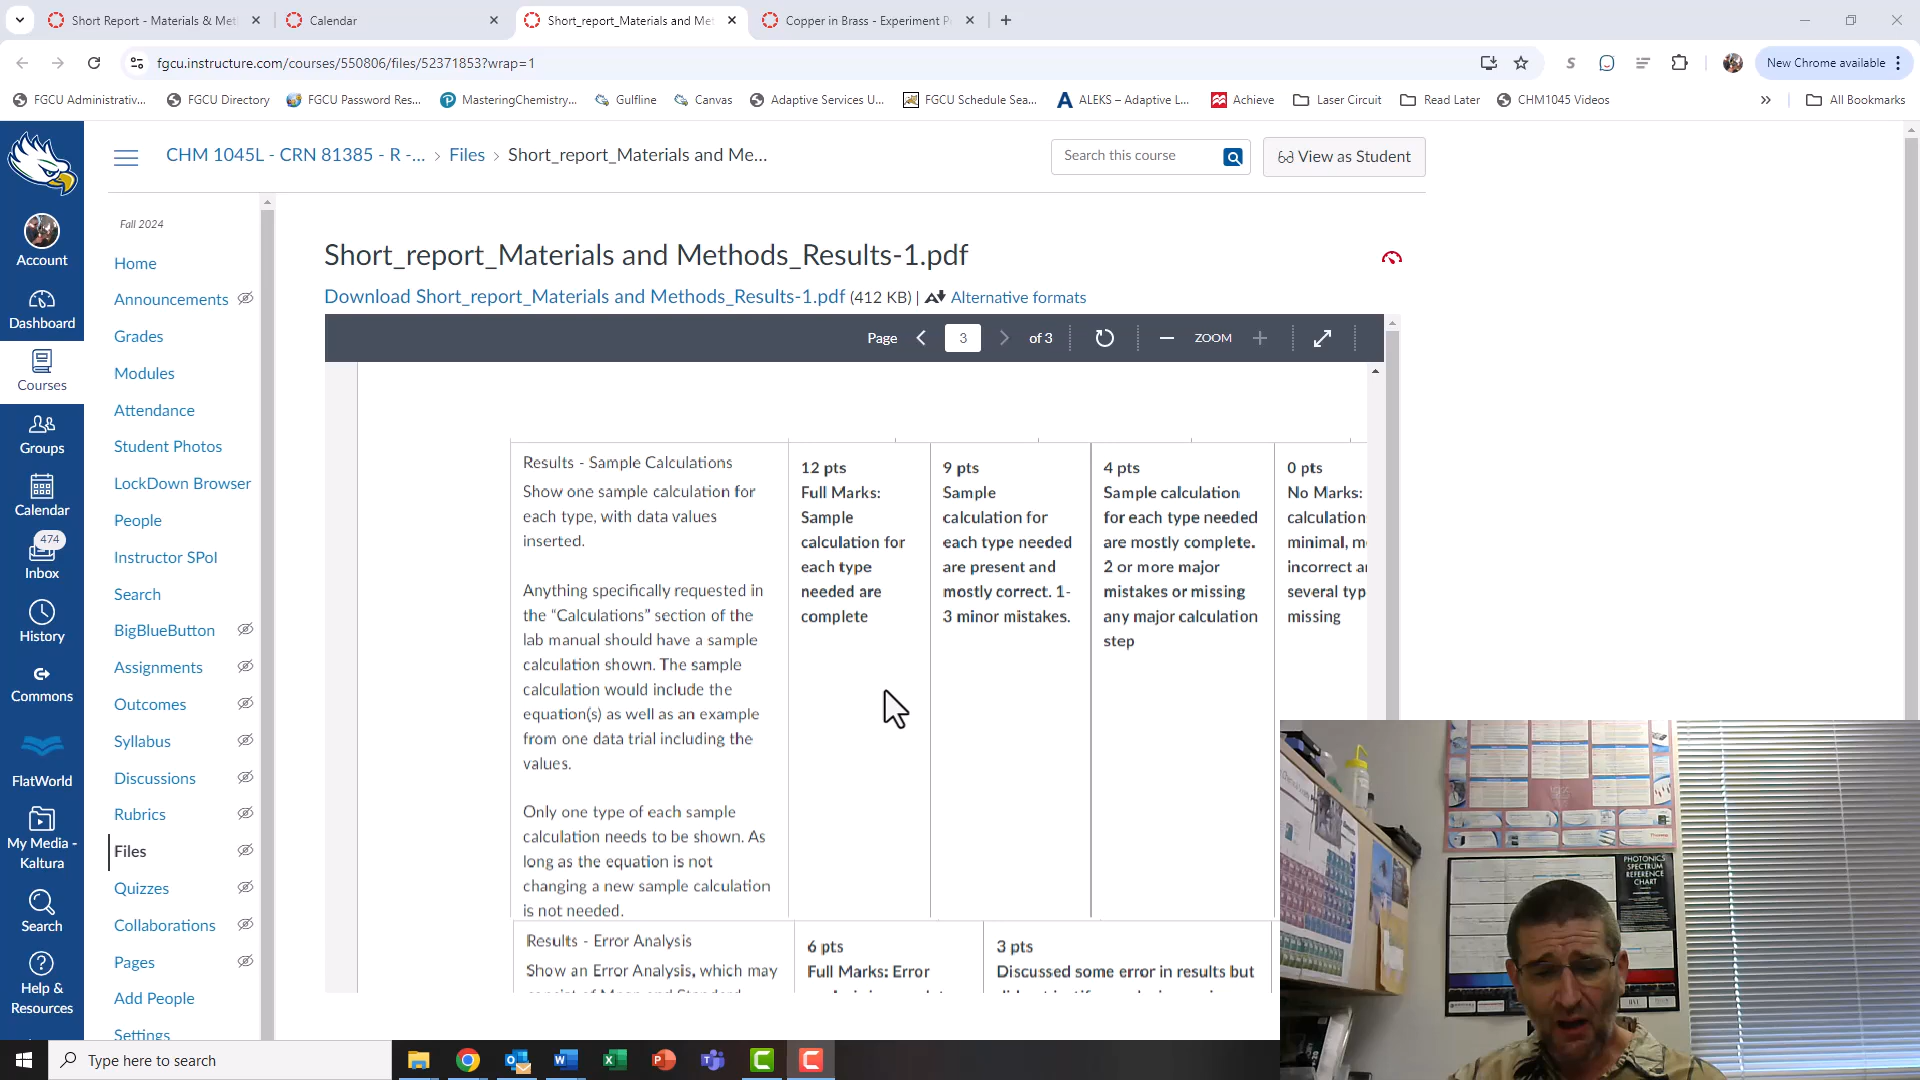 Short Report - Materials & Met
Calendar
Short_report_Materials and Met
Copper in Brass - Experiment P
fgcu.instructure.com/courses/550806/files/52371853?wrap=1
New Chrome available
FGCU Administrativ...
FGCU Directory
FGCU Password Res...
MasteringChemistry...
Gulfline
Canvas
Adaptive Services U...
FGCU Schedule Sea...
ALEKS – Adaptive L...
Achieve
Laser Circuit
Read Later
CHM1045 Videos
All Bookmarks
CHM 1045L - CRN 81385 - R -...
Files
Short_report_Materials and Me...
Search this course
View as Student
Account
Dashboard
Courses
Groups
Calendar
474
Inbox
History
Commons
FlatWorld
My Media -
Kaltura
Search
Help &
Resources
Fall 2024
Home
Announcements
Grades
Modules
Attendance
Student Photos
LockDown Browser
People
Instructor SPoI
Search
BigBlueButton
Assignments
Outcomes
Syllabus
Discussions
Rubrics
Files
Quizzes
Collaborations
Pages
Add People
Settings
Short_report_Materials and Methods_Results-1.pdf
Download Short_report_Materials and Methods_Results-1.pdf (412 KB) | Alternative formats
Page 3 of 3 ZOOM
Results - Sample Calculations
Show one sample calculation for
each type, with data values
inserted.
Anything specifically requested in
the “Calculations” section of the
lab manual should have a sample
calculation shown. The sample
calculation would include the
equation(s) as well as an example
from one data trial including the
values.
Only one type of each sample
calculation needs to be shown. As
long as the equation is not
changing a new sample calculation
is not needed.
12 pts
Full Marks:
Sample
calculation for
each type
needed are
complete
9 pts
Sample
calculation for
each type needed
are present and
mostly correct. 1-
3 minor mistakes.
4 pts
Sample calculation
for each type needed
are mostly complete.
2 or more major
mistakes or missing
any major calculation
step
0 pts
No Marks:
calculation
minimal, m
incorrect a
several typ
missing
Results - Error Analysis
Show an Error Analysis, which may
6 pts
Full Marks: Error
3 pts
Discussed some error in results but
PHOTONICS
SPECTRUM
REFERENCE
CHART
Type here to search